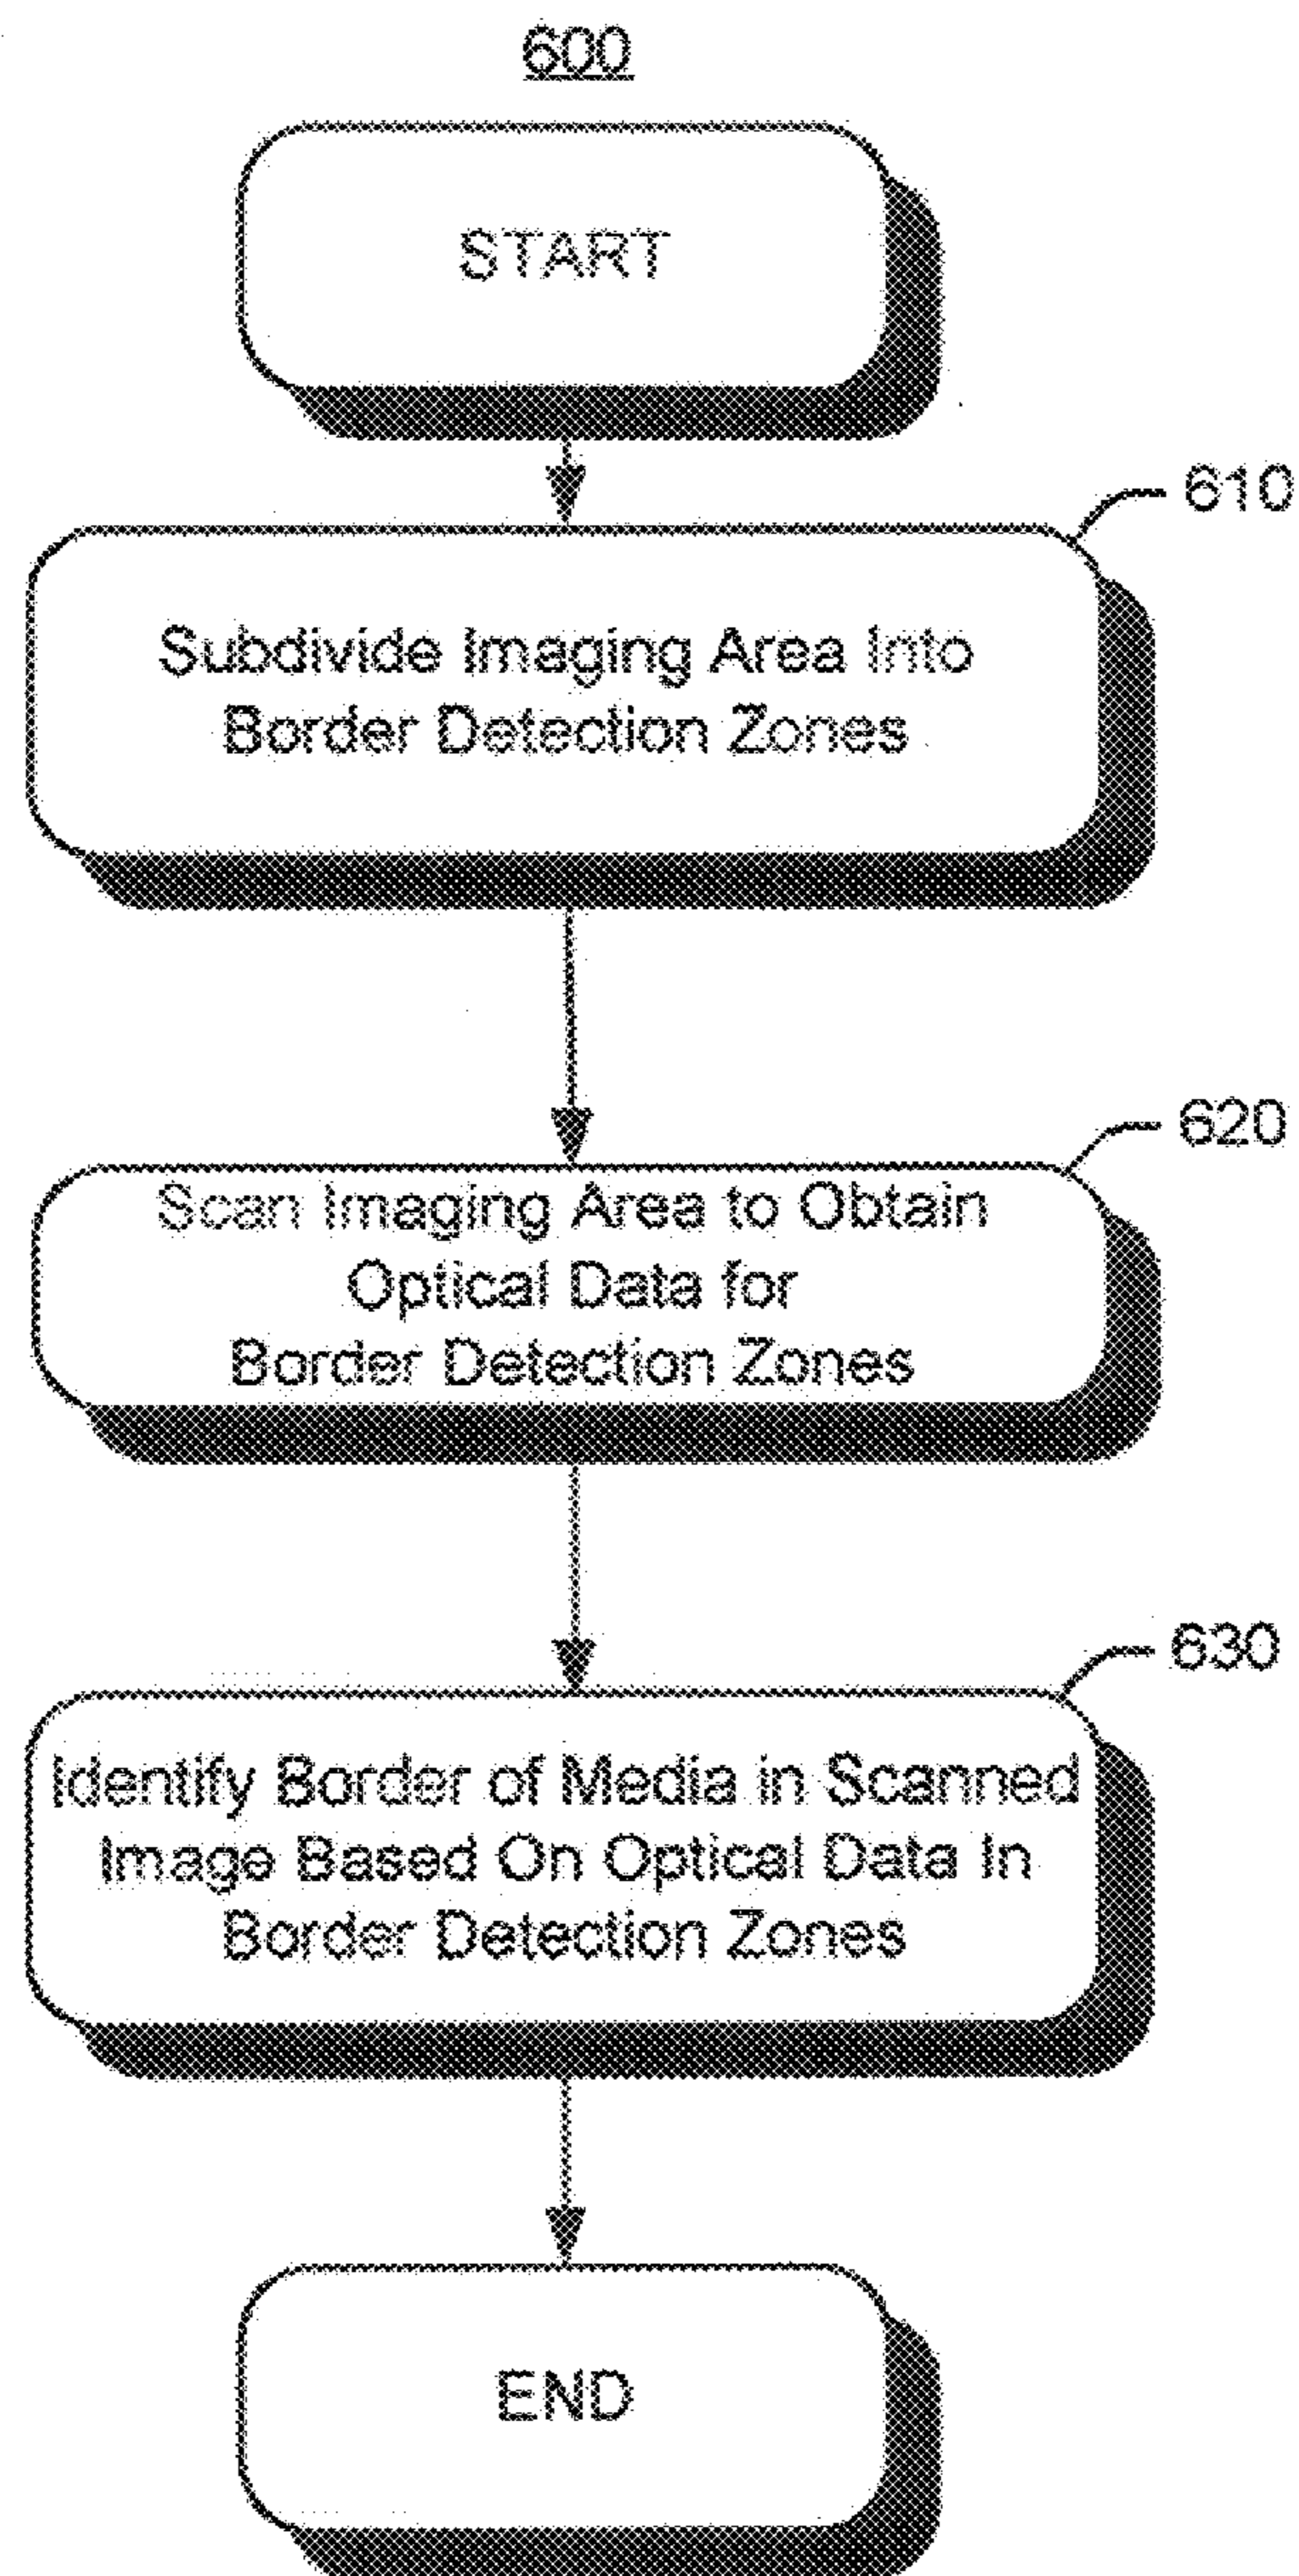 600
START
610
Subdivide Imaging Area Into
Border Detection Zones
620
Scan Imaging Area to Obtain
Optical Data for
Border Detection Zones
630
Identify Border of Media in Scanned
Image Based On Optical Data In
Border Detection Zones
END